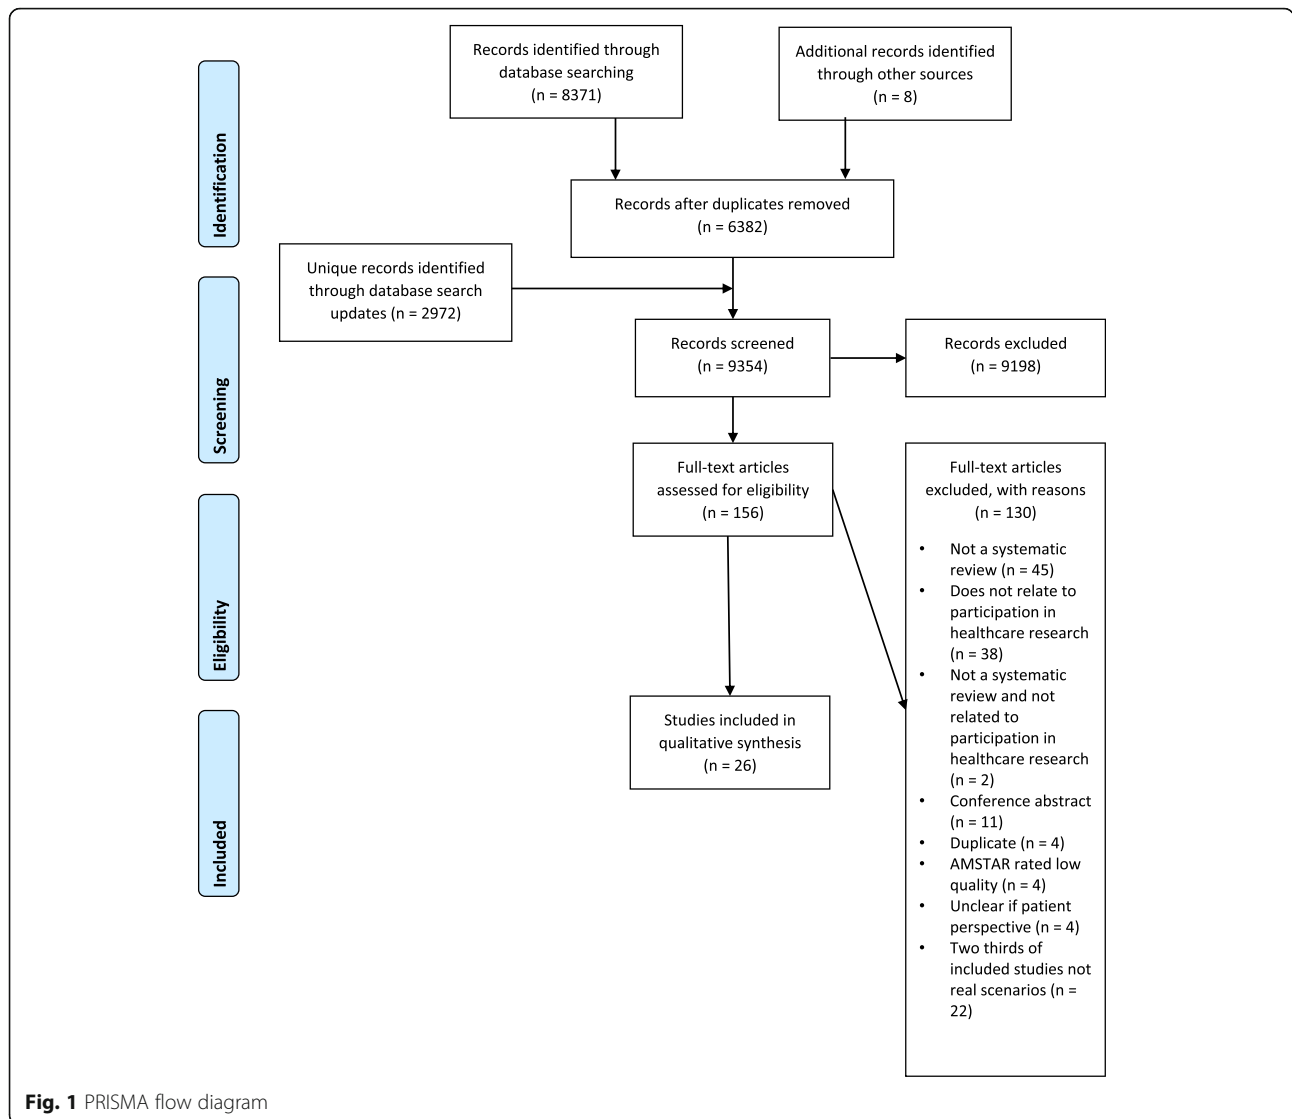 Records identified through
database searching
(n = 8371)
Additional records identified
through other sources
(n = 8)
Identification
Records after duplicates removed
(n = 6382)
Unique records identified
through database search
updates (n = 2972)
Screening
Records screened
(n = 9354)
Records excluded
(n = 9198)
Full-text articles
assessed for eligibility
(n = 156)
Full-text articles
excluded, with reasons
(n = 130)
• Not a systematic
review (n = 45)
• Does not relate to
participation in
healthcare research
(n = 38)
• Not a systematic
review and not
related to
participation in
healthcare research
(n = 2)
• Conference abstract
(n = 11)
• Duplicate (n = 4)
• AMSTAR rated low
quality (n = 4)
• Unclear if patient
perspective (n = 4)
• Two thirds of
included studies not
real scenarios (n =
22)
Eligibility
Studies included in
qualitative synthesis
(n = 26)
Included
Fig. 1 PRISMA flow diagram